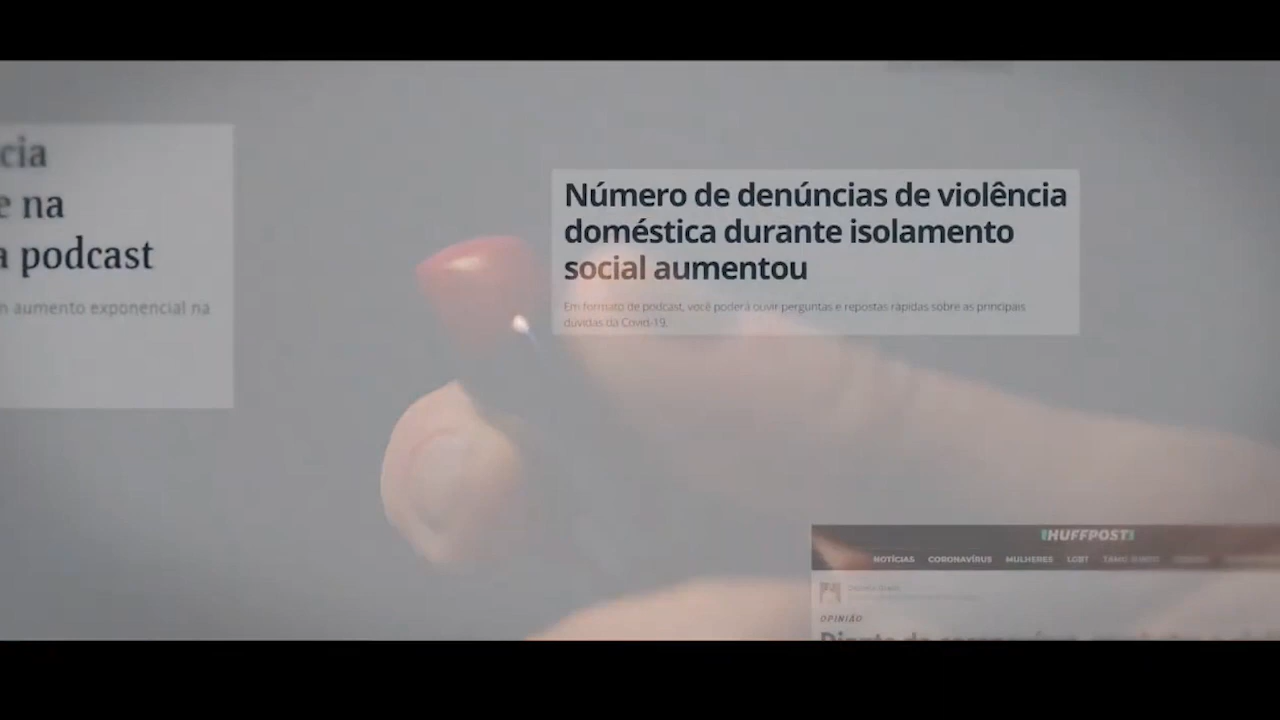 cia
e na
a podcast
aumento exponencial na
Número de denúncias de violência
doméstica durante isolamento
social aumentou
Em formato de podcast, você poderá ouvir perguntas e repostas rápidas sobre as principais
dúvidas da Covid-19.
HUFFPOST
NOTÍCIAS CORONAVÍRUS MULHERES LGBT
OPINIÃO